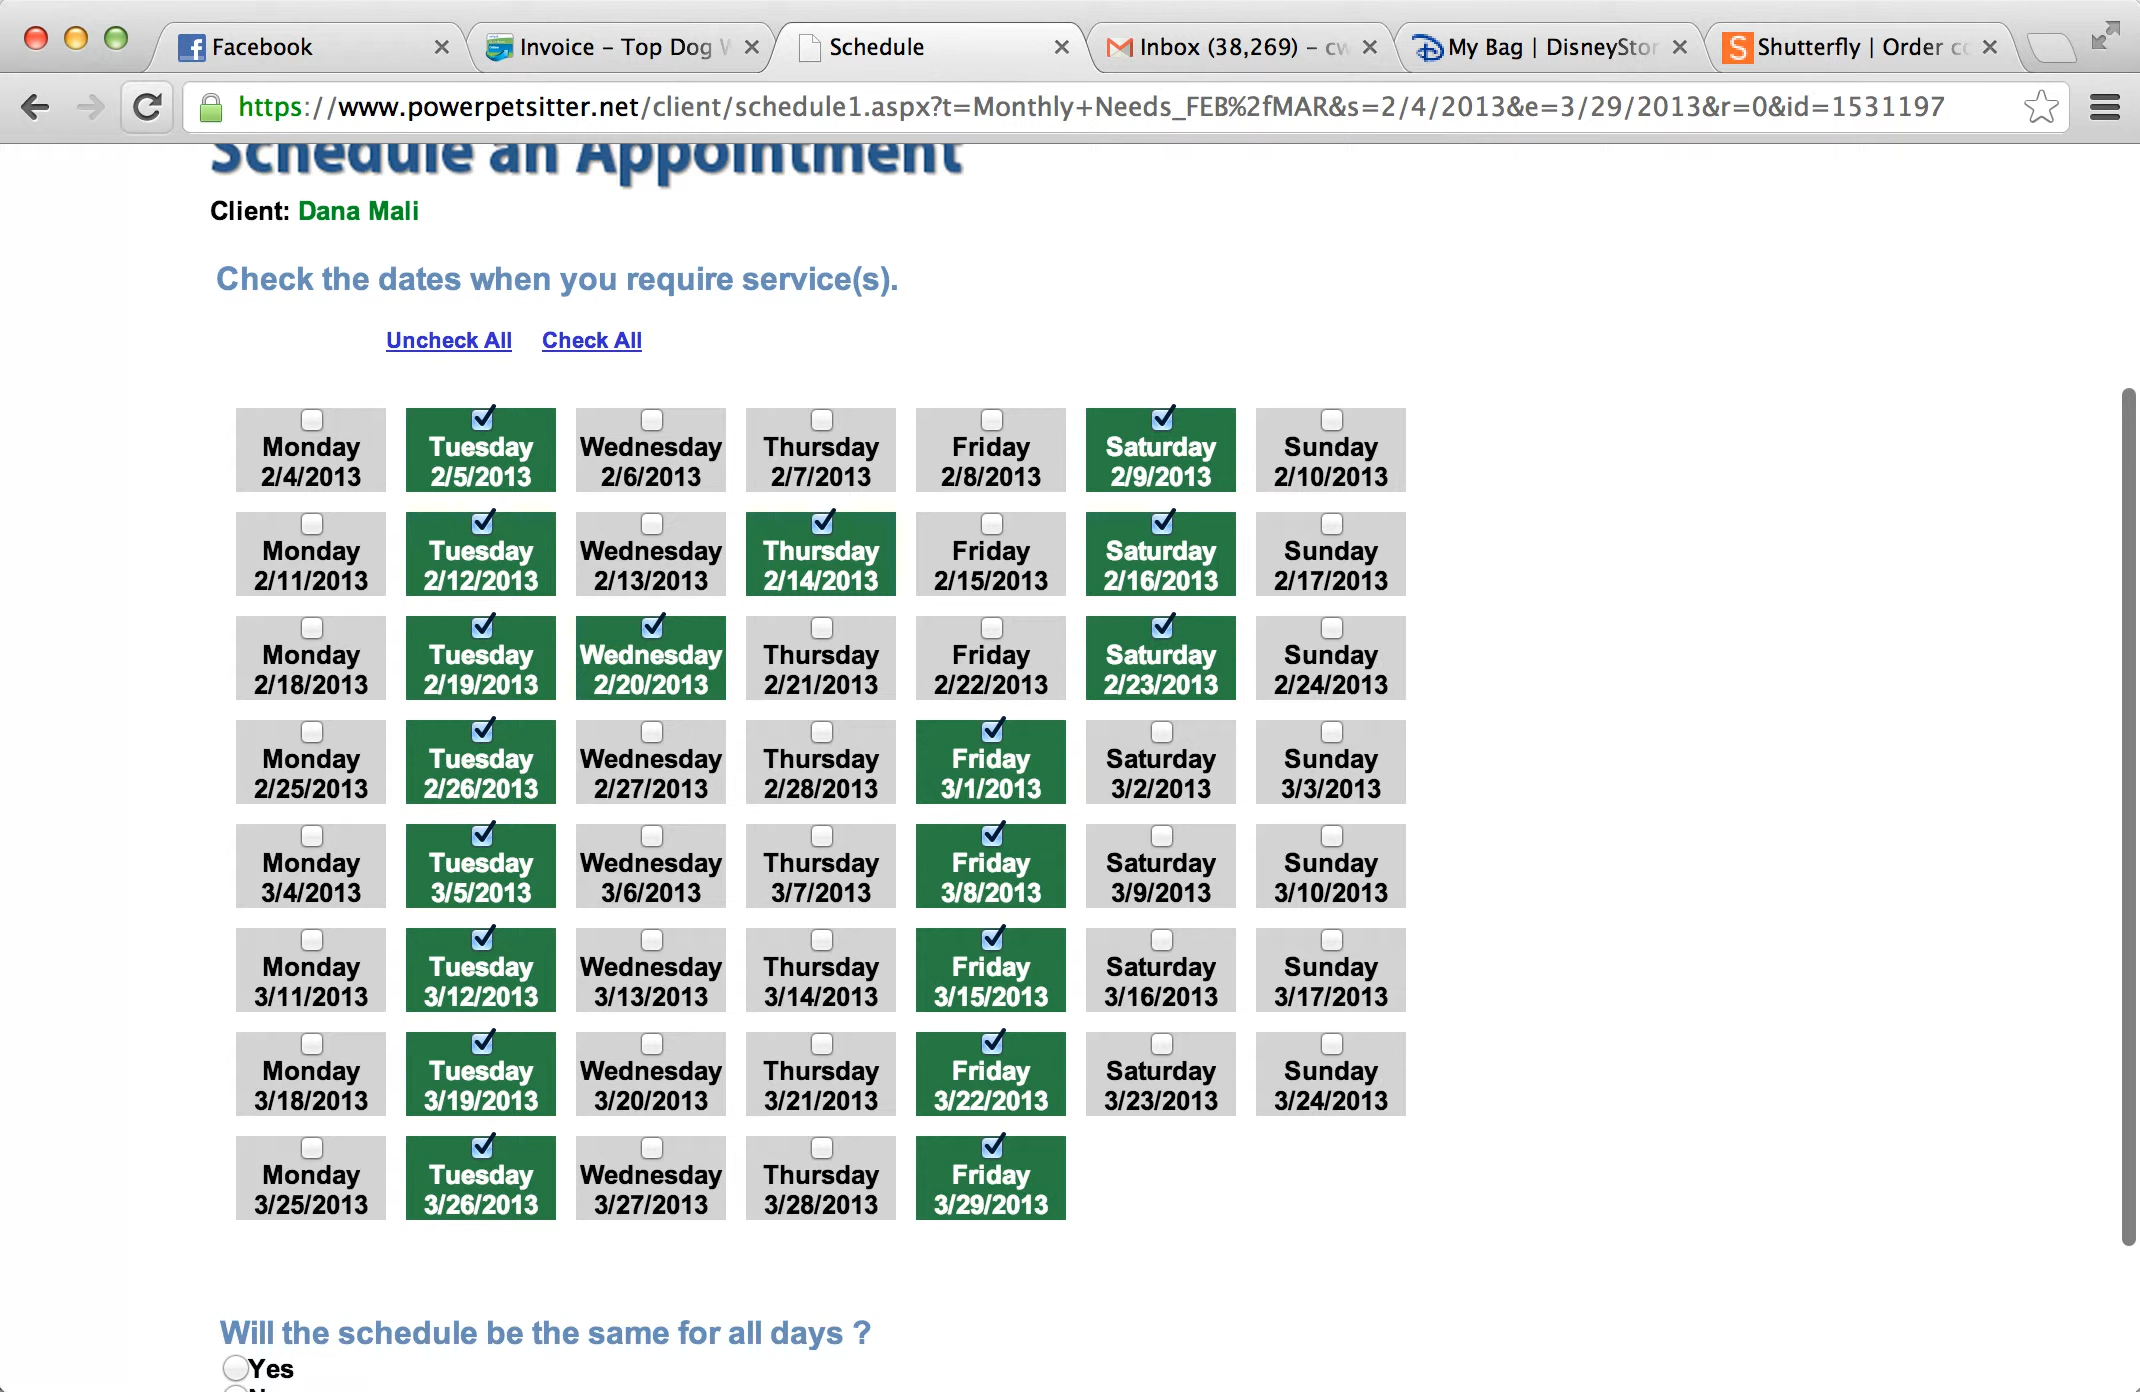 Facebook
Invoice – Top Dog
Schedule
Inbox (38,269) – cw
My Bag | DisneyStor
Shutterfly | Order co
https://www.powerpetsitter.net/client/schedule1.aspx?t=Monthly+Needs_FEB%2fMAR&s=2/4/2013&e=3/29/2013&r=0&id=1531197
Schedule an Appointment
Client: Dana Mali
Check the dates when you require service(s).
Uncheck All Check All
Monday Tuesday Wednesday Thursday Friday Saturday Sunday
2/4/2013 2/5/2013 2/6/2013 2/7/2013 2/8/2013 2/9/2013 2/10/2013
Monday Tuesday Wednesday Thursday Friday Saturday Sunday
2/11/2013 2/12/2013 2/13/2013 2/14/2013 2/15/2013 2/16/2013 2/17/2013
Monday Tuesday Wednesday Thursday Friday Saturday Sunday
2/18/2013 2/19/2013 2/20/2013 2/21/2013 2/22/2013 2/23/2013 2/24/2013
Monday Tuesday Wednesday Thursday Friday Saturday Sunday
2/25/2013 2/26/2013 2/27/2013 2/28/2013 3/1/2013 3/2/2013 3/3/2013
Monday Tuesday Wednesday Thursday Friday Saturday Sunday
3/4/2013 3/5/2013 3/6/2013 3/7/2013 3/8/2013 3/9/2013 3/10/2013
Monday Tuesday Wednesday Thursday Friday Saturday Sunday
3/11/2013 3/12/2013 3/13/2013 3/14/2013 3/15/2013 3/16/2013 3/17/2013
Monday Tuesday Wednesday Thursday Friday Saturday Sunday
3/18/2013 3/19/2013 3/20/2013 3/21/2013 3/22/2013 3/23/2013 3/24/2013
Monday Tuesday Wednesday Thursday Friday
3/25/2013 3/26/2013 3/27/2013 3/28/2013 3/29/2013
Will the schedule be the same for all days ?
Yes